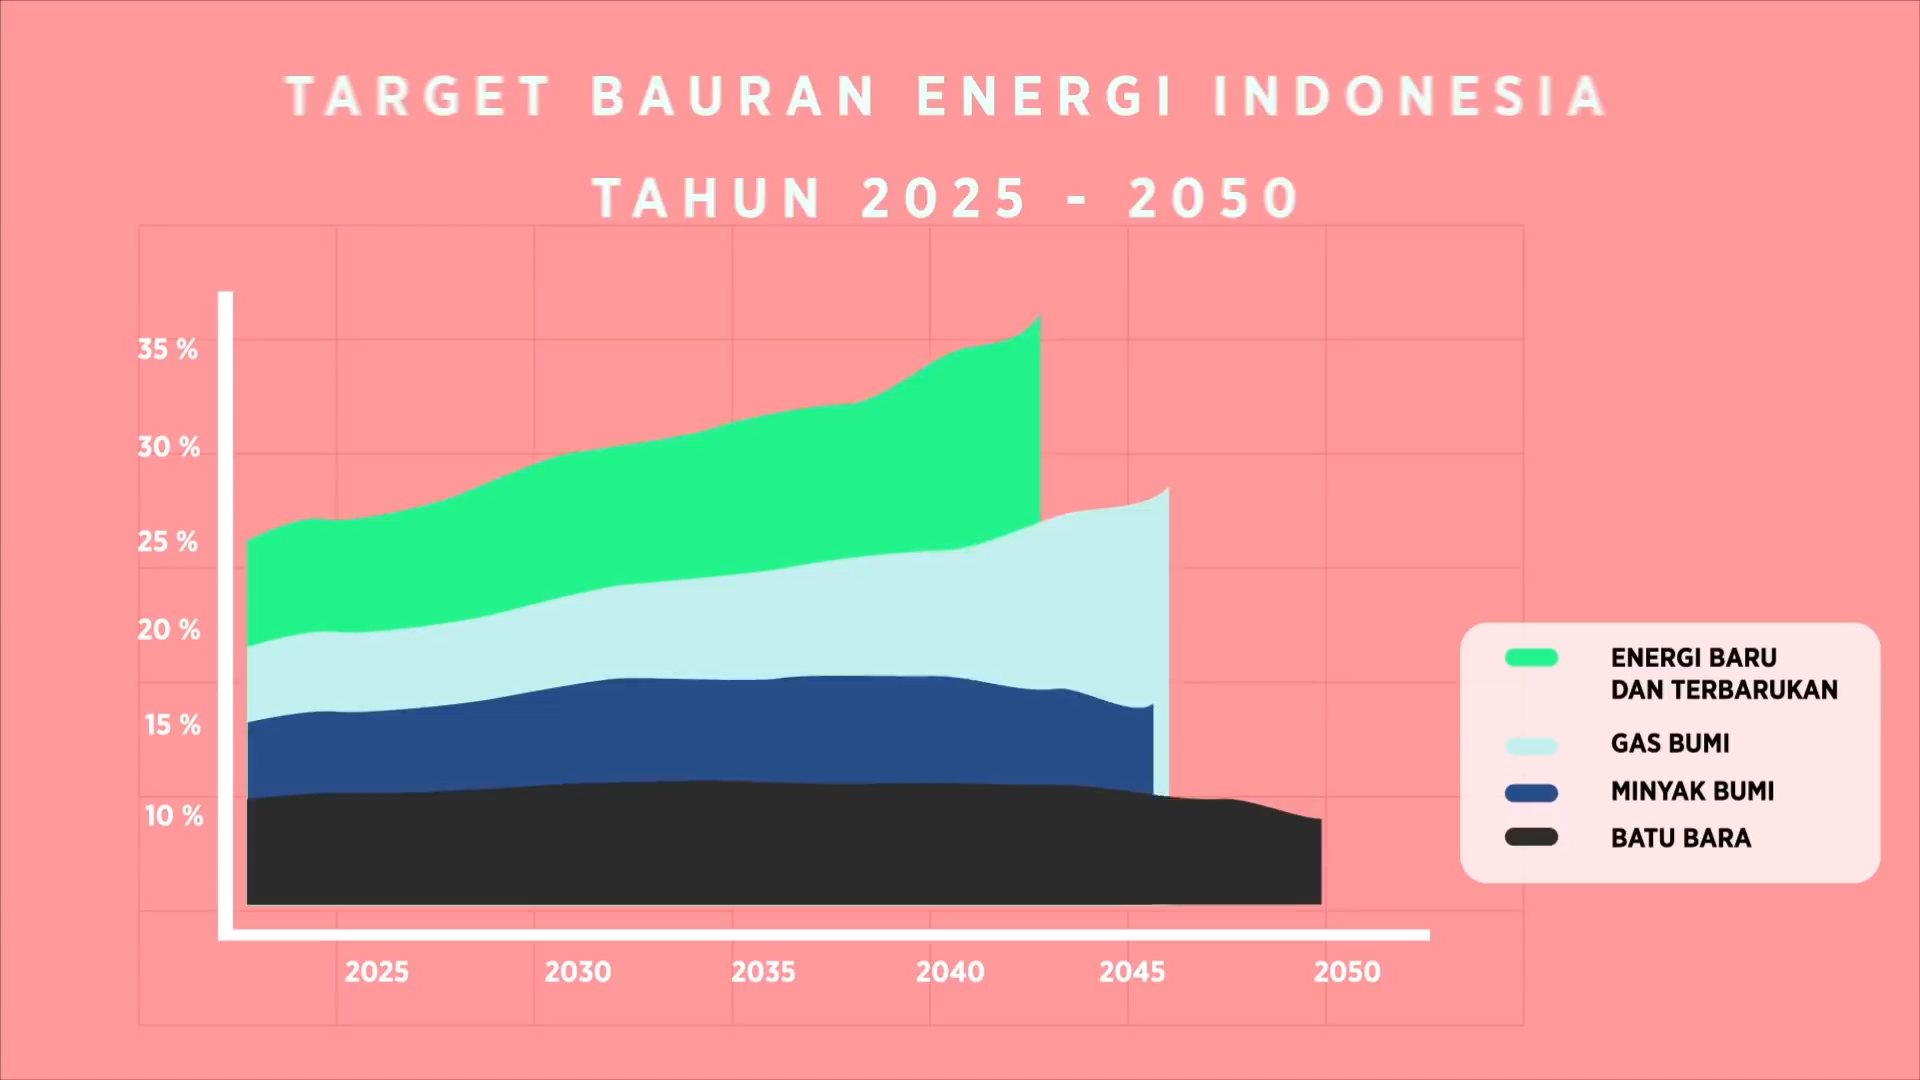 TARGET BAURAN ENERGI INDONESIA
TAHUN 2025 - 2050
35 %
30 %
25 %
20 %
15 %
10 %
2025 2030 2035 2040 2045 2050
ENERGI BARU
DAN TERBARUKAN
GAS BUMI
MINYAK BUMI
BATU BARA